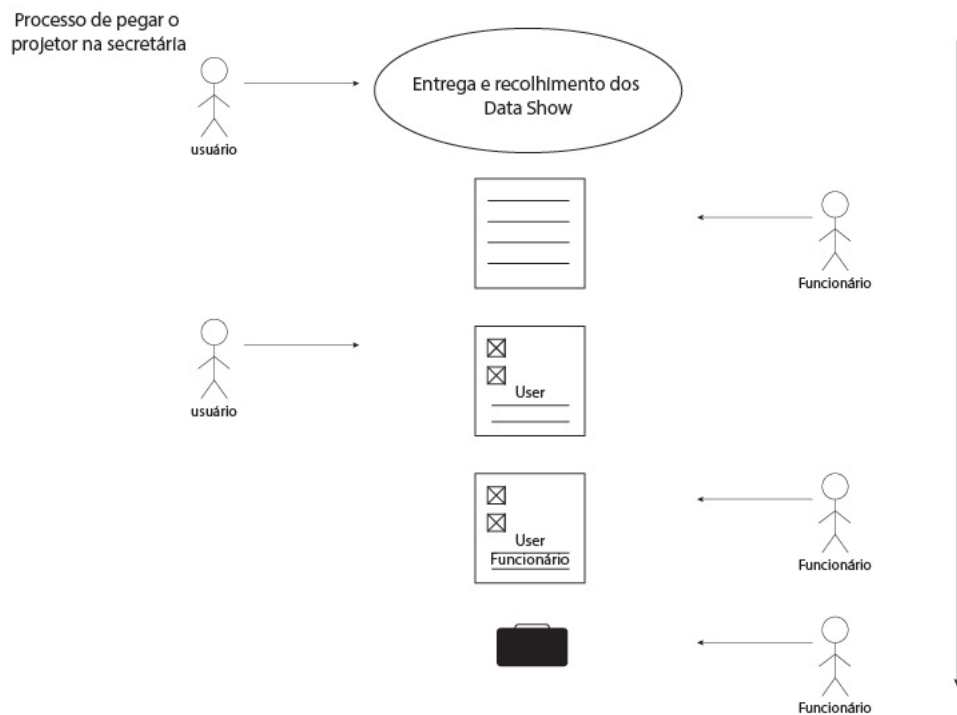 Processo de pegar o
projetor na secretária
Entrega e recolhimento dos
Data Show
usuário
Funcionário
usuário
User
User
Funcionário
Funcionário
Funcionário